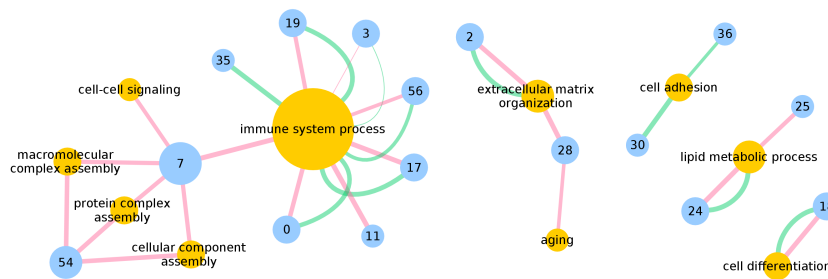 19
3
2
36
35
cell-cell signaling
56
extracellular matrix
organization
cell adhesion
25
immune system process
macromolecular
complex assembly
7
28
30
lipid metabolic process
17
protein complex
assembly
24
0
11
cellular component
assembly
aging
54
cell differentiation